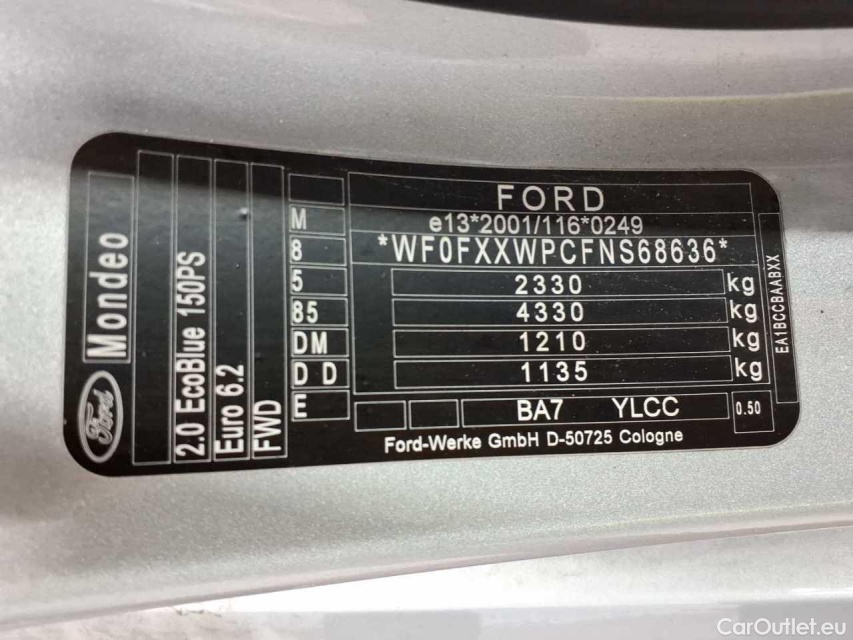 FORD
e13*2001/116*0249
*WF0FXXWPCFNS68636*
2330 kg
4330 kg
1210 kg
1135 kg
BA7 YLCC
0.50
Ford-Werke GmbH D-50725 Cologne
M
8
5
85
DM
D D
E
Mondeo
Ford
2.0 EcoBlue 150PS
Euro 6.2
FWD
EA1BCCBAABXX
CarOutlet.eu